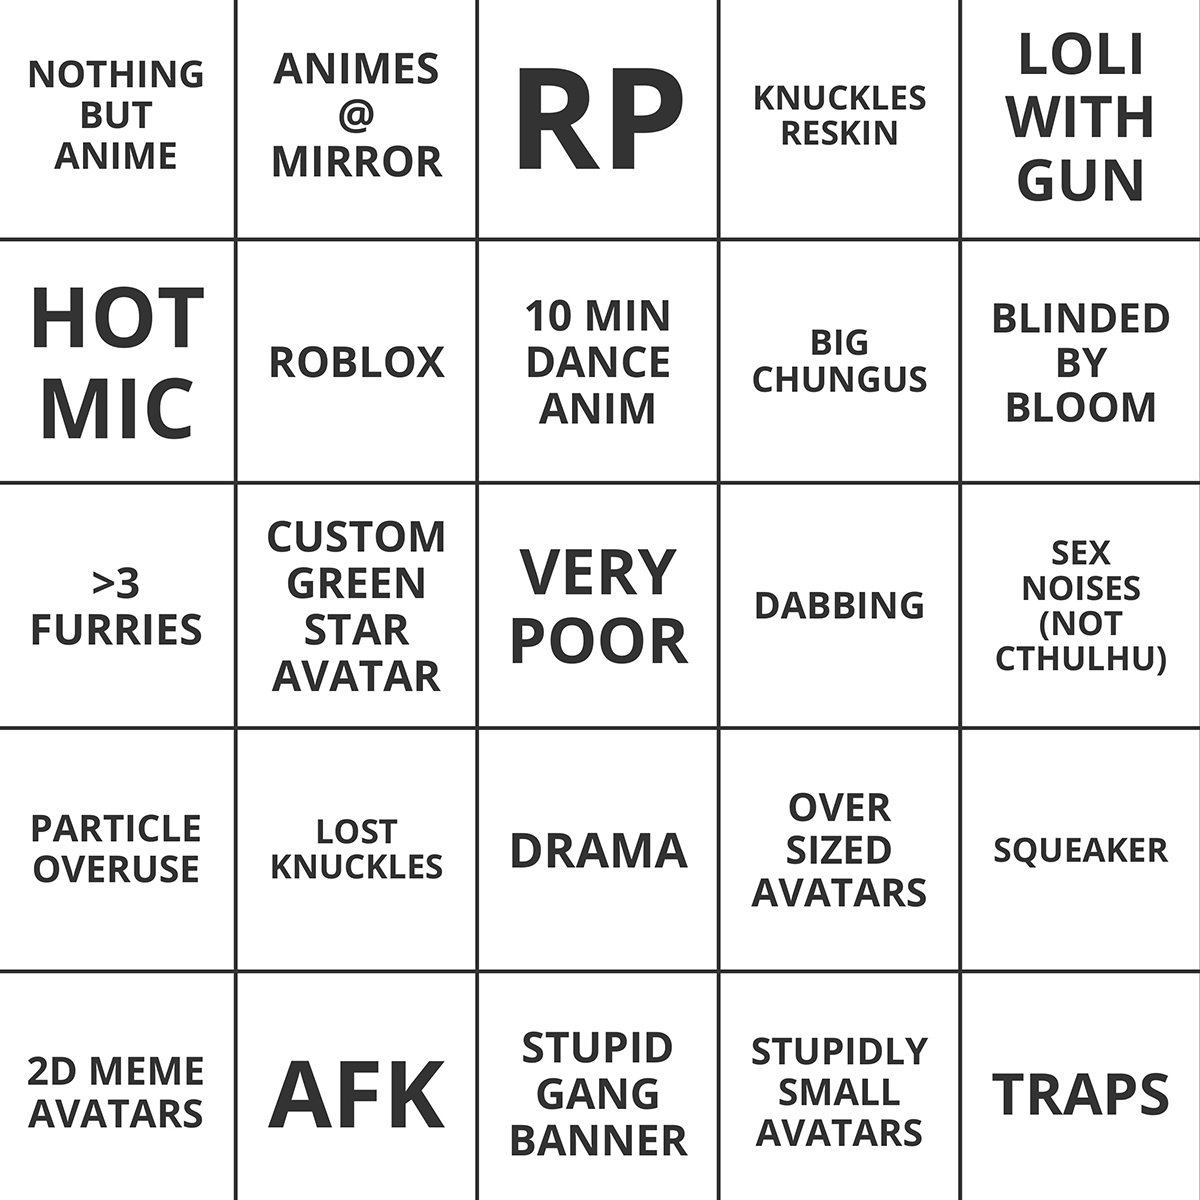 NOTHING
BUT
ANIME
ANIMES
@
MIRROR
RP
KNUCKLES
RESKIN
LOLI
WITH
GUN
HOT
MIC
ROBLOX
10 MIN
DANCE
ANIM
BIG
CHUNGUS
BLINDED
BY
BLOOM
>3
FURRIES
CUSTOM
GREEN
STAR
AVATAR
VERY
POOR
DABBING
SEX
NOISES
(NOT
CTHULHU)
PARTICLE
OVERUSE
LOST
KNUCKLES
DRAMA
OVER
SIZED
AVATARS
SQUEAKER
2D MEME
AVATARS
AFK
STUPID
GANG
BANNER
STUPIDLY
SMALL
AVATARS
TRAPS